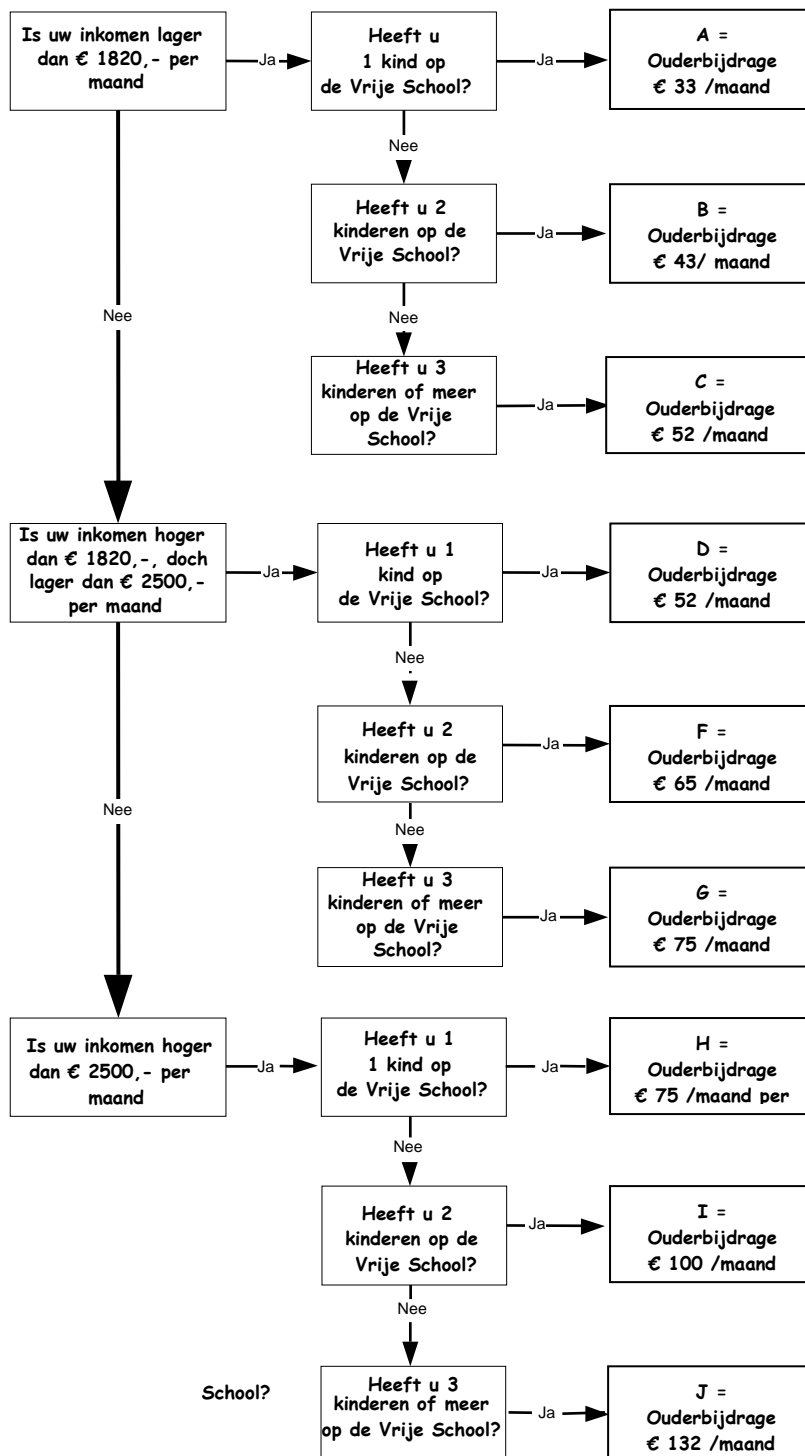 Is uw inkomen lager
dan € 1820,- per
maand
Ja
Heeft u
1 kind op
de Vrije School?
Ja
A =
Ouderbijdrage
€ 33 /maand
Nee
Heeft u 2
kinderen op de
Vrije School?
Ja
B =
Ouderbijdrage
€ 43/ maand
Nee
Nee
Heeft u 3
kinderen of meer
op de Vrije
School?
Ja
C =
Ouderbijdrage
€ 52 /maand
Is uw inkomen hoger
dan € 1820,-, doch
lager dan € 2500,-
per maand
Ja
Heeft u 1
kind op
de Vrije School?
Ja
D =
Ouderbijdrage
€ 52 /maand
Nee
Heeft u 2
kinderen op de
Vrije School?
Ja
F =
Ouderbijdrage
€ 65 /maand
Nee
Nee
Heeft u 3
kinderen of meer
op de Vrije
School?
Ja
G =
Ouderbijdrage
€ 75 /maand
Is uw inkomen hoger
dan € 2500,- per
maand
Ja
Heeft u 1
1 kind op
de Vrije School?
Ja
H =
Ouderbijdrage
€ 75 /maand per
Nee
Heeft u 2
kinderen op de
Vrije School?
Ja
I =
Ouderbijdrage
€ 100 /maand
Nee
School?
Heeft u 3
kinderen of meer
op de Vrije School?
Ja
J =
Ouderbijdrage
€ 132 /maand